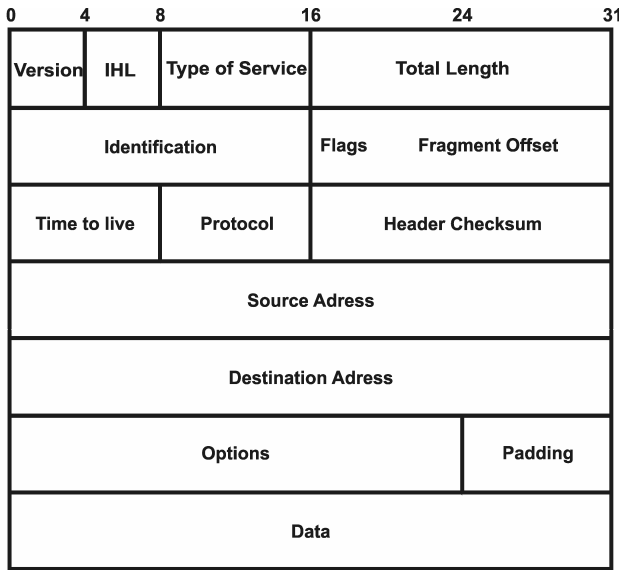 0 4 8 16 24 31
Version IHL Type of Service Total Length
Identification Flags Fragment Offset
Time to live Protocol Header Checksum
Source Adress
Destination Adress
Options Padding
Data